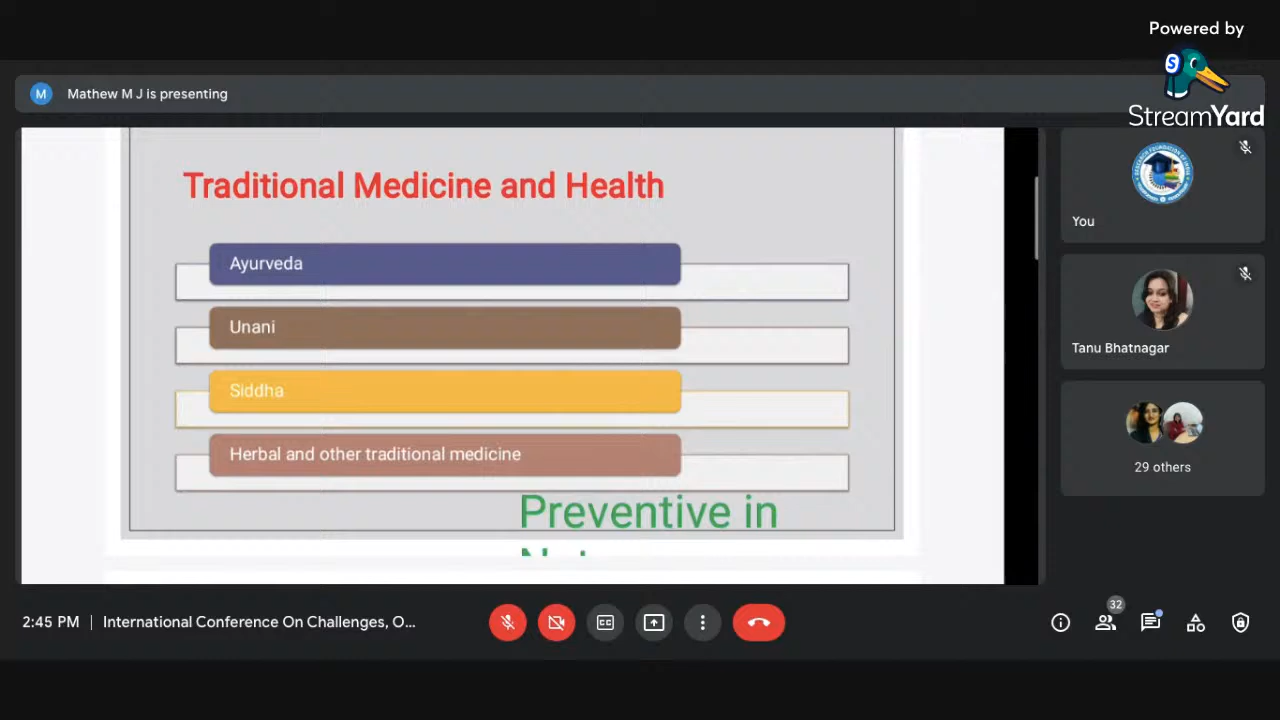 Powered by
StreamYard
M Mathew M J is presenting
Traditional Medicine and Health
Ayurveda
Unani
Siddha
Herbal and other traditional medicine
Preventive in
You
Tanu Bhatnagar
29 others
2:45 PM | International Conference On Challenges, O...
32